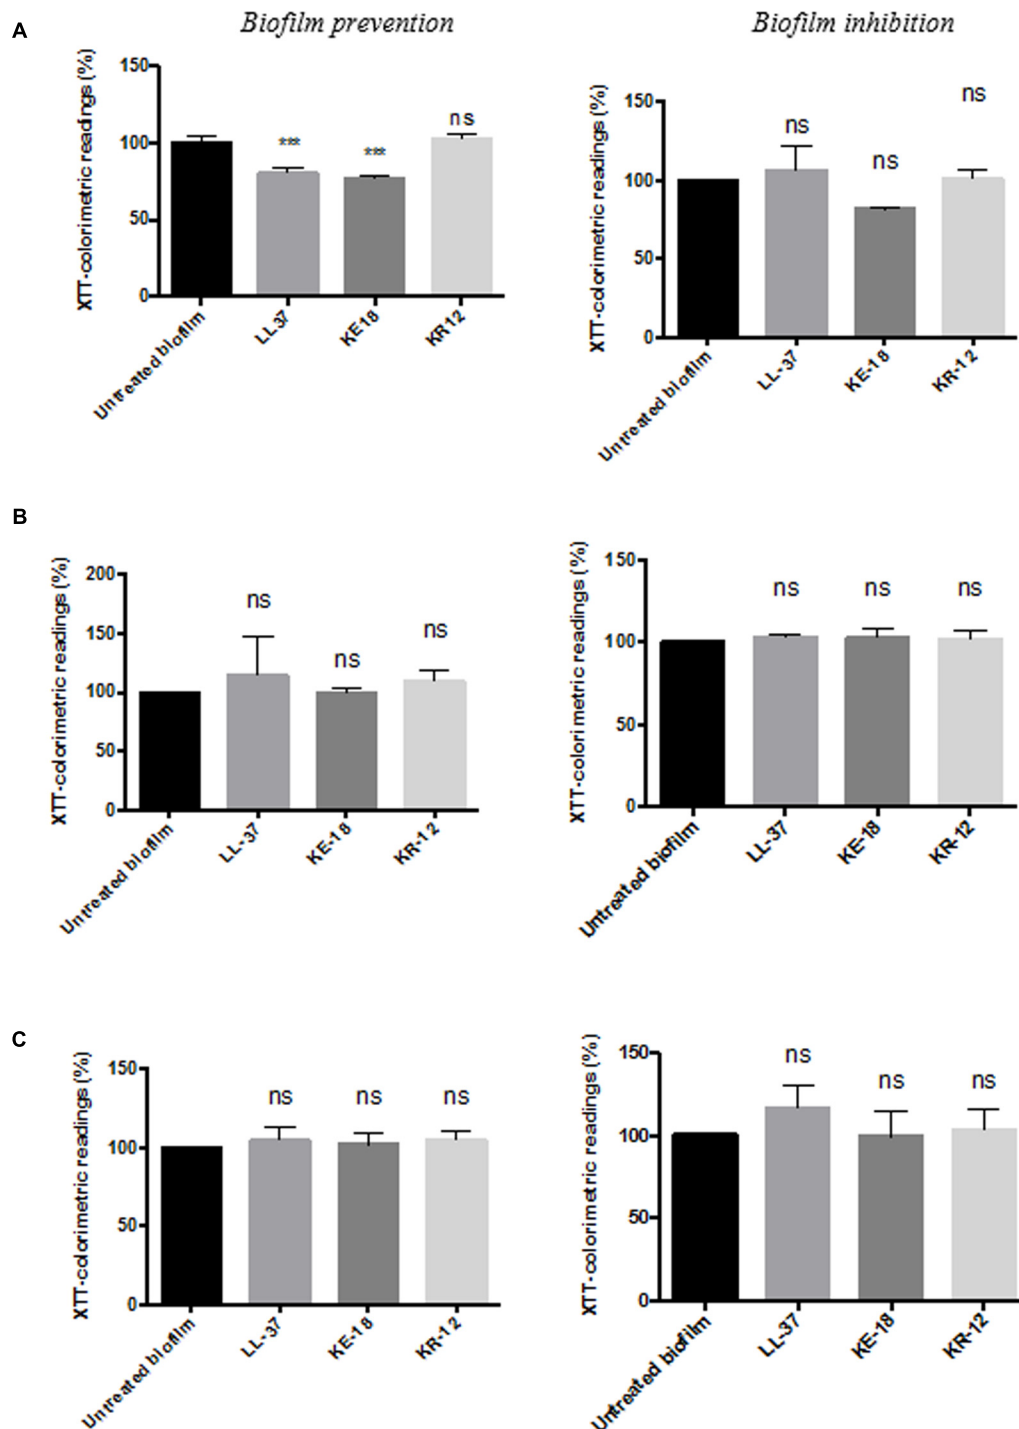 A
Biofilm prevention
Biofilm inhibition
XTT-colorimetric readings (%)
150
100
50
0
***
***
ns
Untreated biofilm
LL37
KE18
KR12
XTT-colorimetric readings (%)
150
100
50
0
ns
ns
ns
Untreated biofilm
LL-37
KE-18
KR-12
B
XTT-colorimetric readings (%)
200
150
100
50
0
ns
ns
ns
Untreated biofilm
LL-37
KE-18
KR-12
XTT-colorimetric readings (%)
150
100
50
0
ns
ns
ns
Untreated biofilm
LL-37
KE-18
KR-12
C
XTT-colorimetric readings (%)
150
100
50
0
ns
ns
ns
Untreated biofilm
LL-37
KE-18
KR-12
XTT-colorimetric readings (%)
150
100
50
0
ns
ns
ns
Untreated biofilm
LL-37
KE-18
KR-12